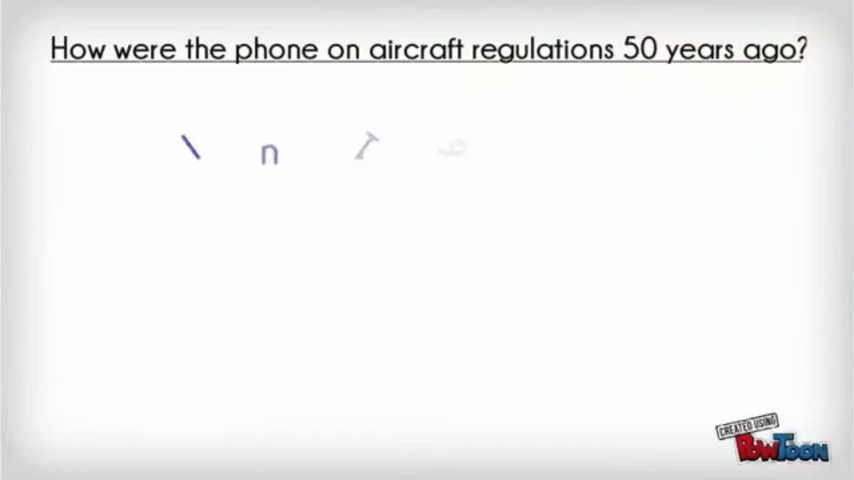 How were the phone on aircraft regulations 50 years ago?
CREATED USING
POWTOON